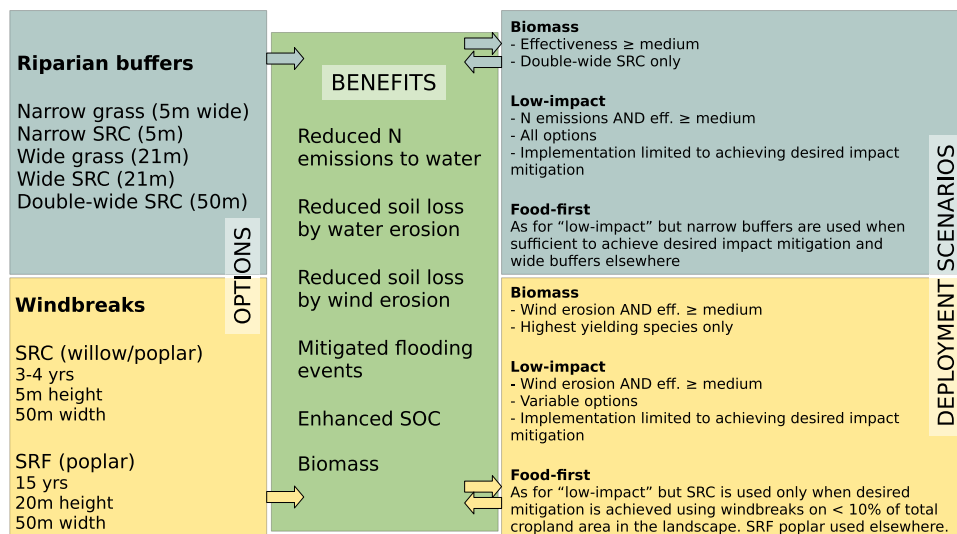 Riparian buffers
Narrow grass (5m wide)
Narrow SRC (5m)
Wide grass (21m)
Wide SRC (21m)
Double-wide SRC (50m)
OPTIONS
Windbreaks
SRC (willow/poplar)
3-4 yrs
5m height
50m width
SRF (poplar)
15 yrs
20m height
50m width
BENEFITS
Reduced N
emissions to water
Reduced soil loss
by water erosion
Reduced soil loss
by wind erosion
Mitigated flooding
events
Enhanced SOC
Biomass
Biomass
- Effectiveness ≥ medium
- Double-wide SRC only
Low-impact
- N emissions AND eff. ≥ medium
- All options
- Implementation limited to achieving desired impact
mitigation
Food-first
As for “low-impact” but narrow buffers are used when
sufficient to achieve desired impact mitigation and
wide buffers elsewhere
Biomass
- Wind erosion AND eff. ≥ medium
- Highest yielding species only
Low-impact
- Wind erosion AND eff. ≥ medium
- Variable options
- Implementation limited to achieving desired impact
mitigation
Food-first
As for “low-impact” but SRC is used only when desired
mitigation is achieved using windbreaks on < 10% of total
cropland area in the landscape. SRF poplar used elsewhere.
DEPLOYMENT SCENARIOS